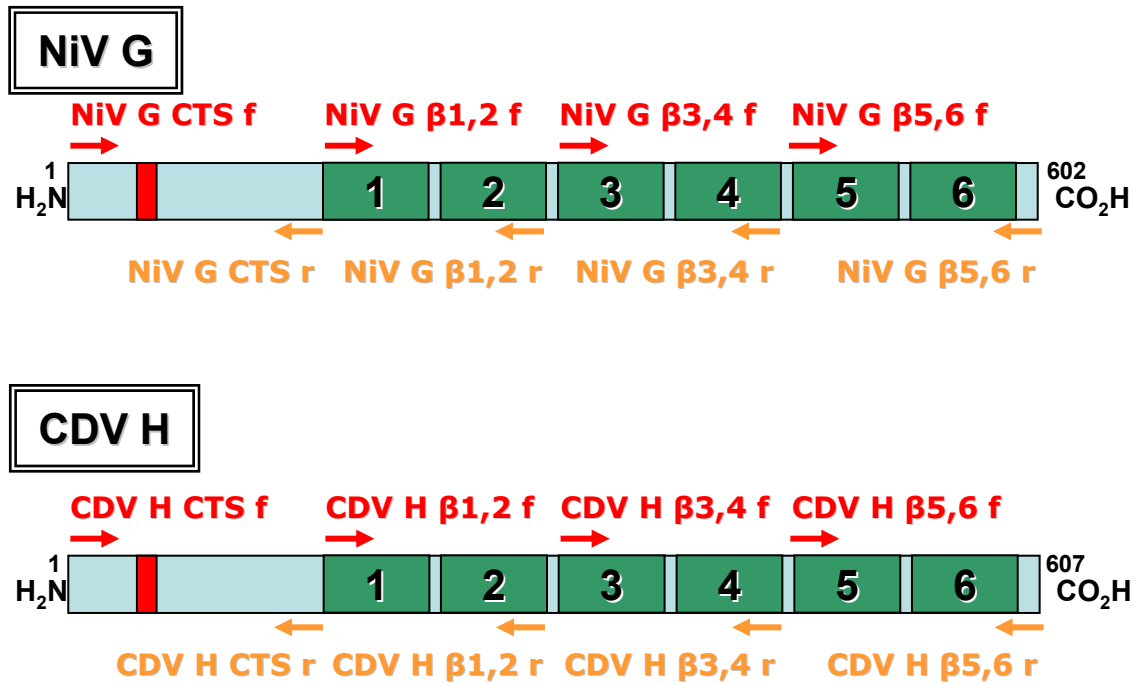 NiV G
NiV G CTS f NiV G β1,2 f NiV G β3,4 f NiV G β5,6 f
1 602
H₂N 1 2 3 4 5 6 CO₂H
NiV G CTS r NiV G β1,2 r NiV G β3,4 r NiV G β5,6 r
CDV H
CDV H CTS f CDV H β1,2 f CDV H β3,4 f CDV H β5,6 f
1 607
H₂N 1 2 3 4 5 6 CO₂H
CDV H CTS r CDV H β1,2 r CDV H β3,4 r CDV H β5,6 r